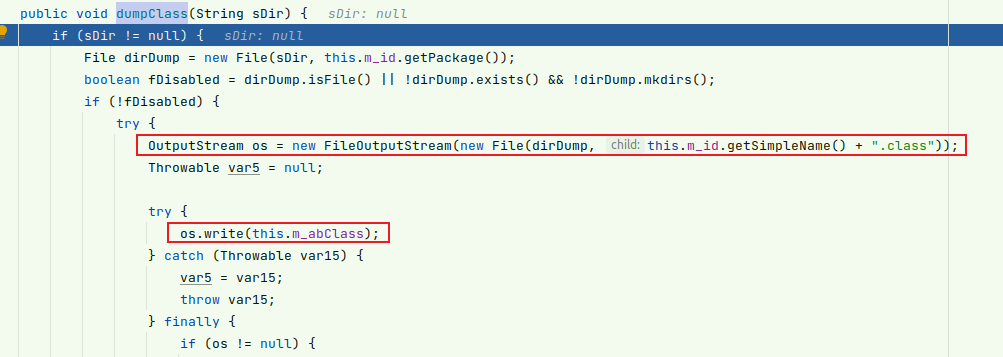 public void dumpClass(String sDir) {   sDir: null
if (sDir != null) {   sDir: null
File dirDump = new File(sDir, this.m_id.getPackage());
boolean fDisabled = dirDump.isFile() || !dirDump.exists() && !dirDump.mkdirs();
if (!fDisabled) {
try {
OutputStream os = new FileOutputStream(new File(dirDump, child: this.m_id.getSimpleName() + ".class"));
Throwable var5 = null;
try {
os.write(this.m_abClass);
} catch (Throwable var15) {
var5 = var15;
throw var15;
} finally {
if (os != null) {